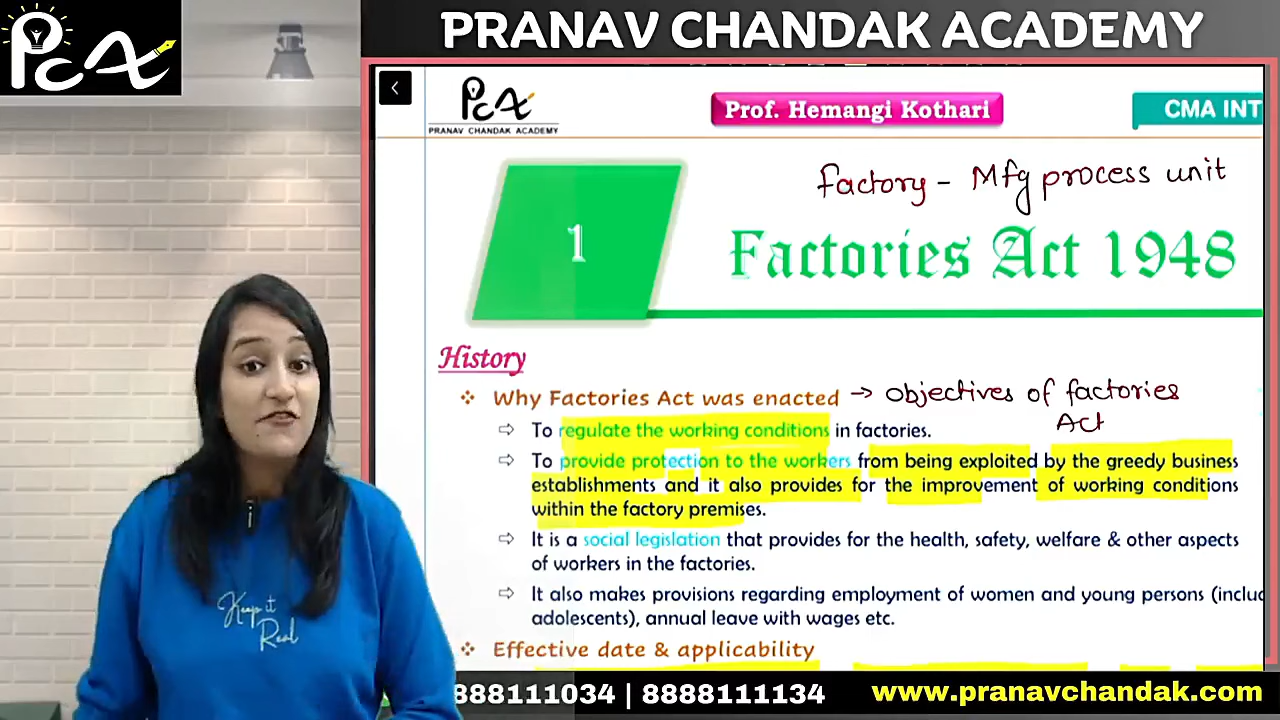 PCA
PRANAV CHANDAK ACADEMY
PCA
PRANAV CHANDAK ACADEMY
Prof. Hemangi Kothari
CMA INT
factory - Mfg process unit
1
Factories Act 1948
History
Why Factories Act was enacted → objectives of factories
Act
To regulate the working conditions in factories.
To provide protection to the workers from being exploited by the greedy business
establishments and it also provides for the improvement of working conditions
within the factory premises.
It is a social legislation that provides for the health, safety, welfare & other aspects
of workers in the factories.
It also makes provisions regarding employment of women and young persons (includ
adolescents), annual leave with wages etc.
Effective date & applicability
Keep it
Real
888111034 | 8888111134
www.pranavchandak.com